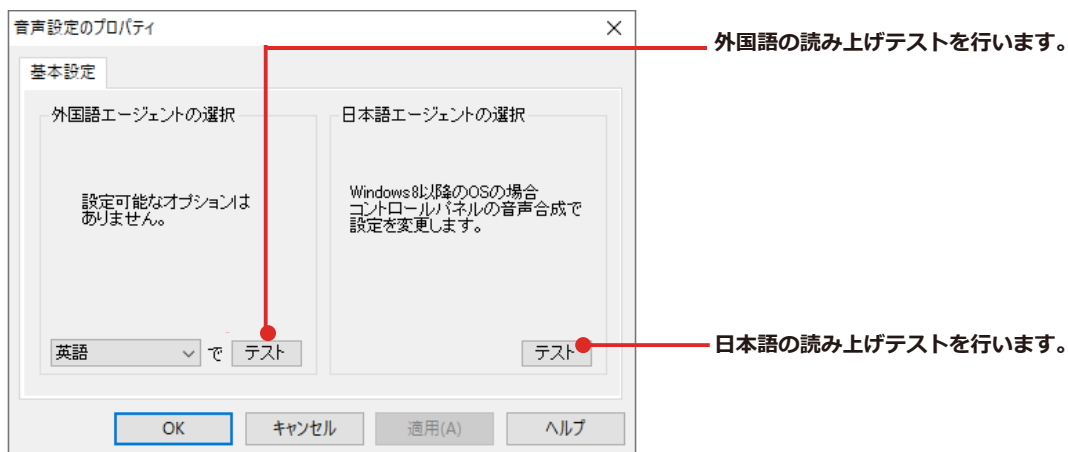 音声設定のプロパティ
外国語の読み上げテストを行います。
基本設定
外国語エージェントの選択
日本語エージェントの選択
設定可能なオプションは
ありません。
Windows8以降のOSの場合
コントロールパネルの音声合成で
設定を変更します。
英語 で テスト
テスト
日本語の読み上げテストを行います。
OK キャンセル 適用(A) ヘルプ